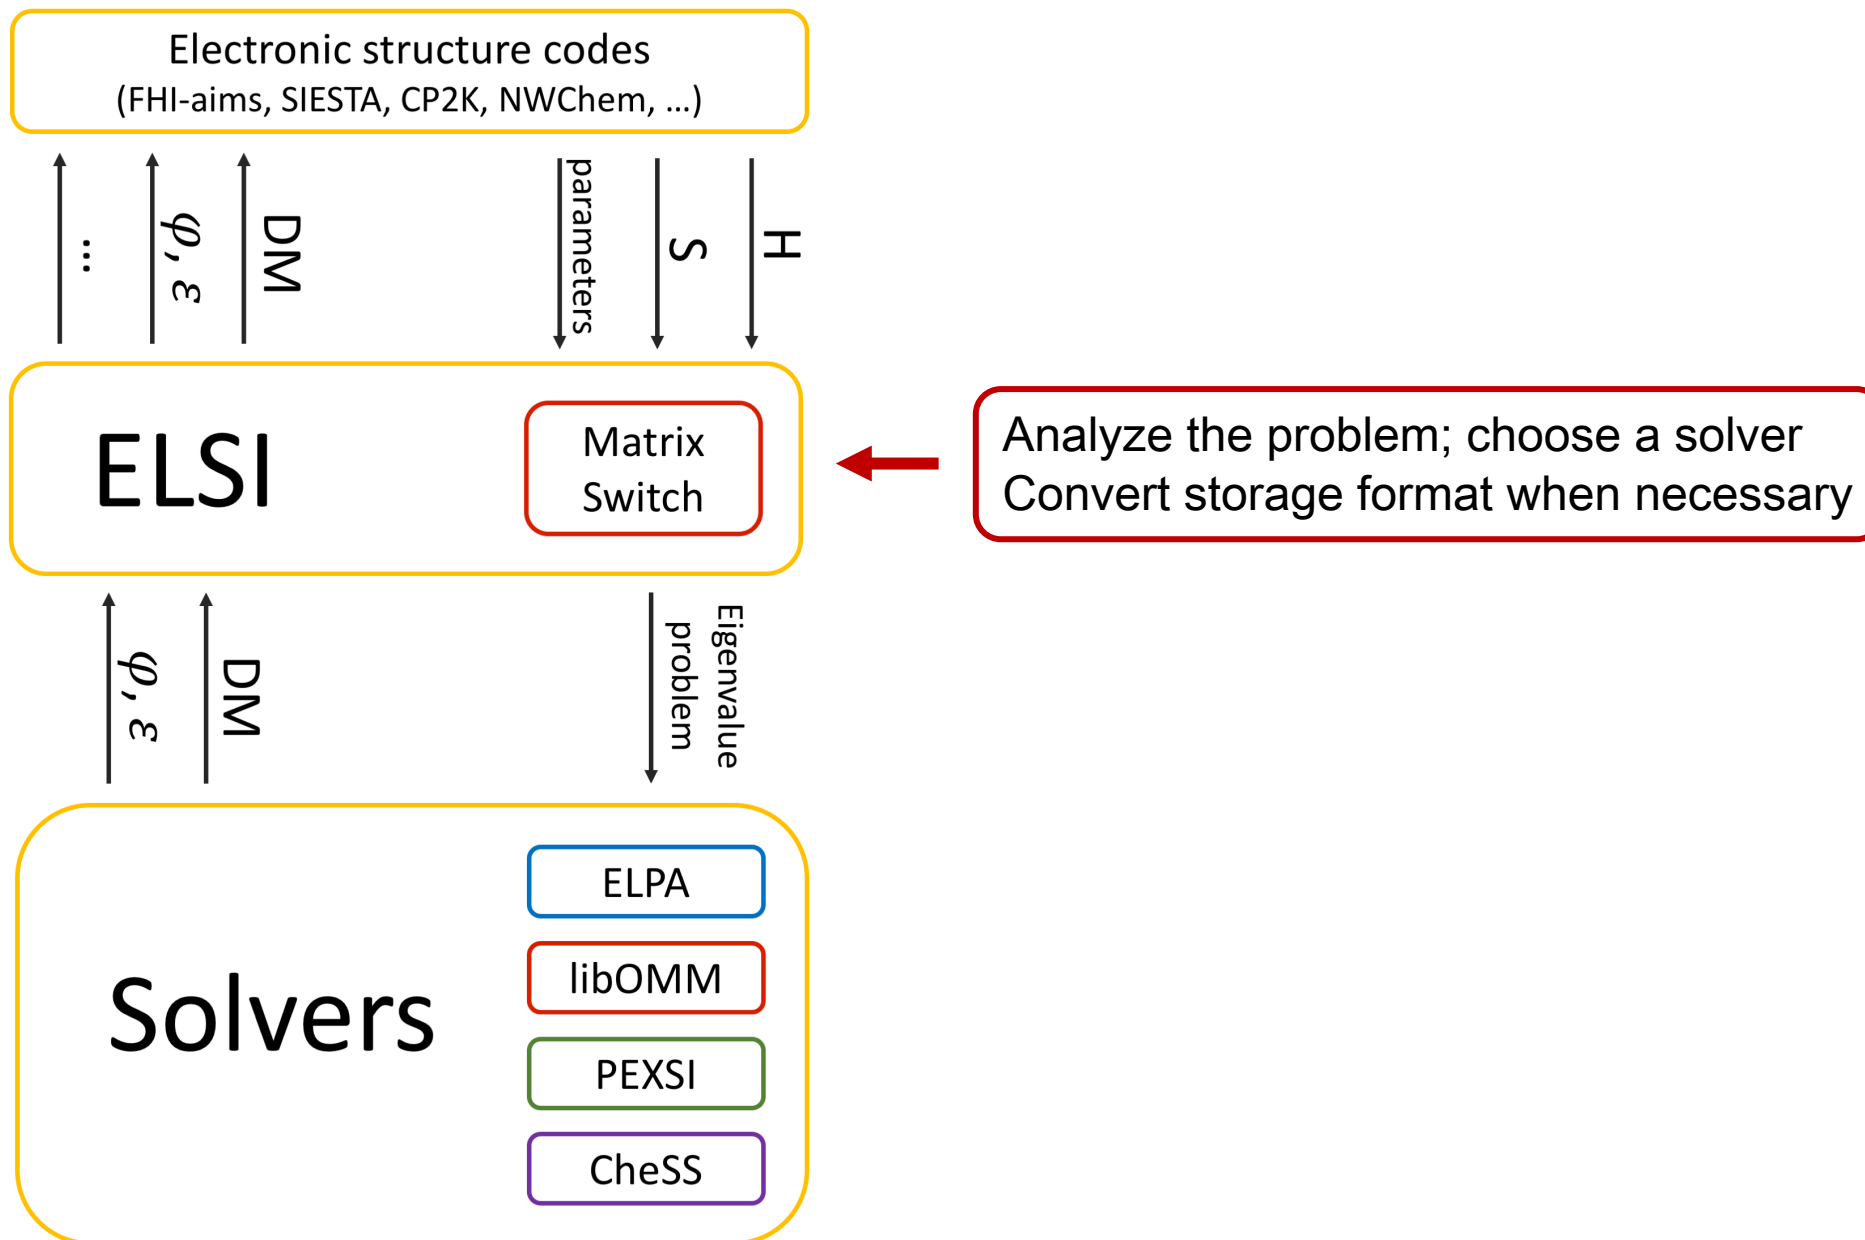 Electronic structure codes
(FHI-aims, SIESTA, CP2K, NWChem, ...)
...
φ, ε
DM
parameters
S
H
ELSI
Matrix
Switch
Analyze the problem; choose a solver
Convert storage format when necessary
φ, ε
DM
Eigenvalue
problem
Solvers
ELPA
libOMM
PEXSI
CheSS